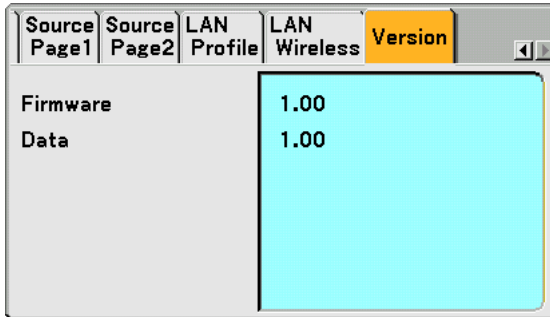 Source Source LAN LAN Version
Page1 Page2 Profile Wireless
Firmware 1.00
Data 1.00